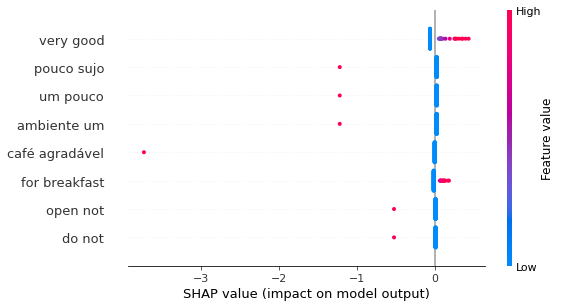 High
very good
pouco sujo
um pouco
ambiente um
café agradável
for breakfast
open not
do not
Feature value
Low
−3
−2
−1
0
SHAP value (impact on model output)